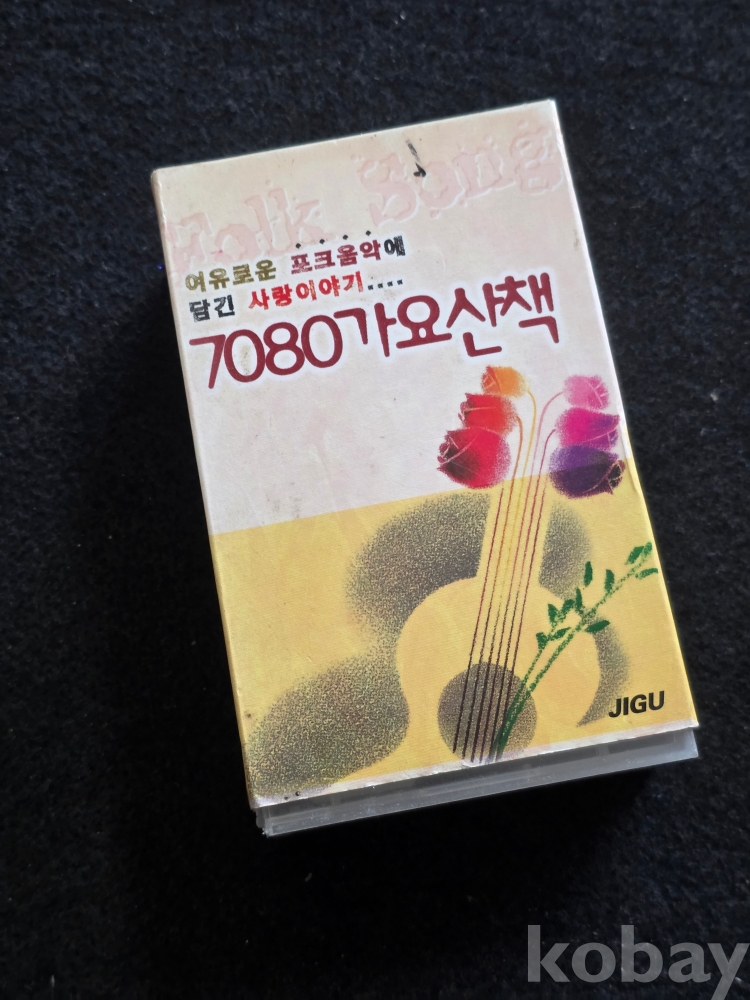 Folk Song
여유로운 포크음악에
담긴 사랑이야기....
7080가요산책
JIGU
kobay